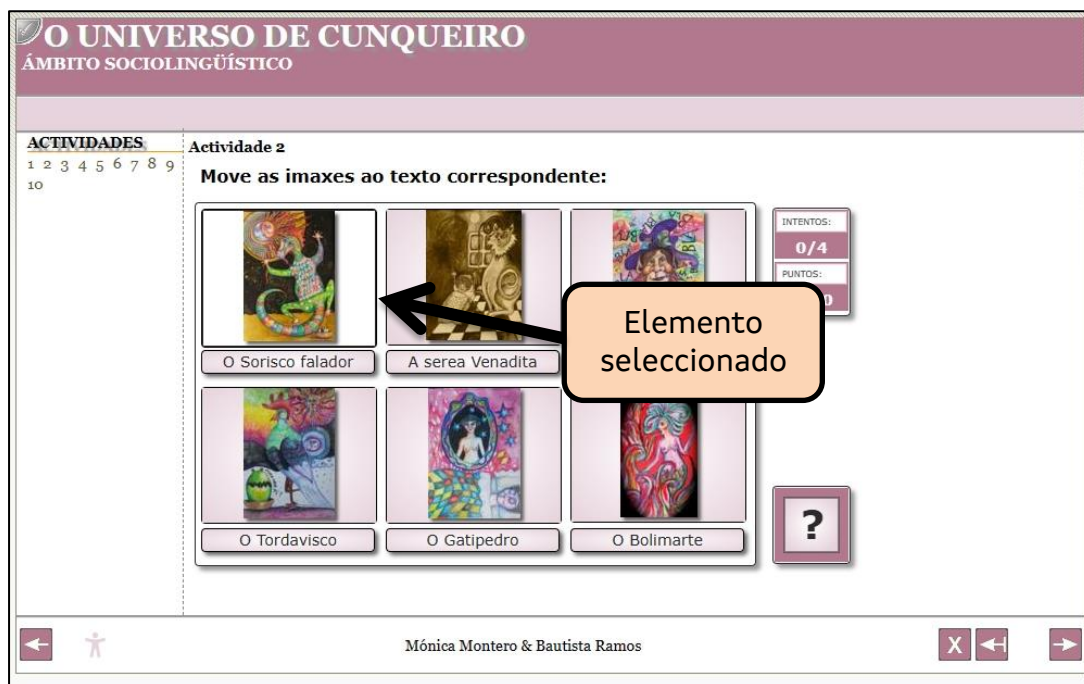 O UNIVERSO DE CUNQUEIRO
ÁMBITO SOCIOLINGÜÍSTICO
ACTIVIDADES
1 2 3 4 5 6 7 8 9
10
Actividade 2
Move as imaxes ao texto correspondente:
INTENTOS:
0/4
PUNTOS:
0
Elemento
seleccionado
O Sorisco falador
A serea Venadita
O Tordavisco
O Gatipedro
O Bolimarte
?
Mónica Montero & Bautista Ramos
X